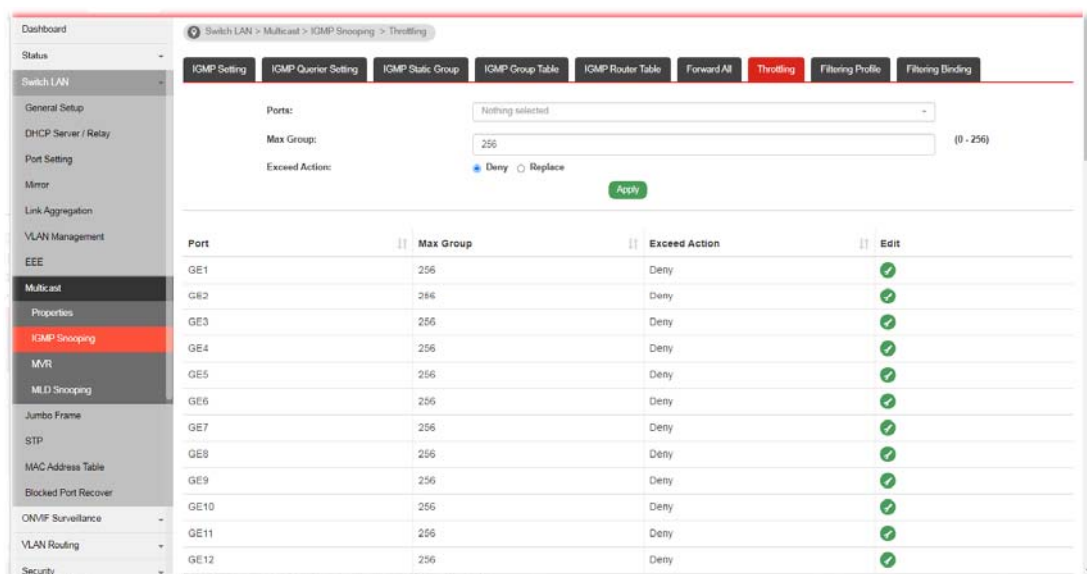 Dashboard
Status
Switch LAN
General Setup
DHCP Server / Relay
Port Setting
Mirror
Link Aggregation
VLAN Management
EEE
Multicast
Properties
IGMP Snooping
MVR
MLD Snooping
Jumbo Frame
STP
MAC Address Table
Blocked Port Recover
ONVIF Surveillance
VLAN Routing
Security
Switch LAN > Multicast > IGMP Snooping > Throttling
IGMP Setting IGMP Querier Setting IGMP Static Group IGMP Group Table IGMP Router Table Forward All Throttling Filtering Profile Filtering Binding
Ports: Nothing selected
Max Group: 256 (0 - 256)
Exceed Action: Deny Replace
Apply
Port Max Group Exceed Action Edit
GE1 256 Deny
GE2 256 Deny
GE3 256 Deny
GE4 256 Deny
GE5 256 Deny
GE6 256 Deny
GE7 256 Deny
GE8 256 Deny
GE9 256 Deny
GE10 256 Deny
GE11 256 Deny
GE12 256 Deny